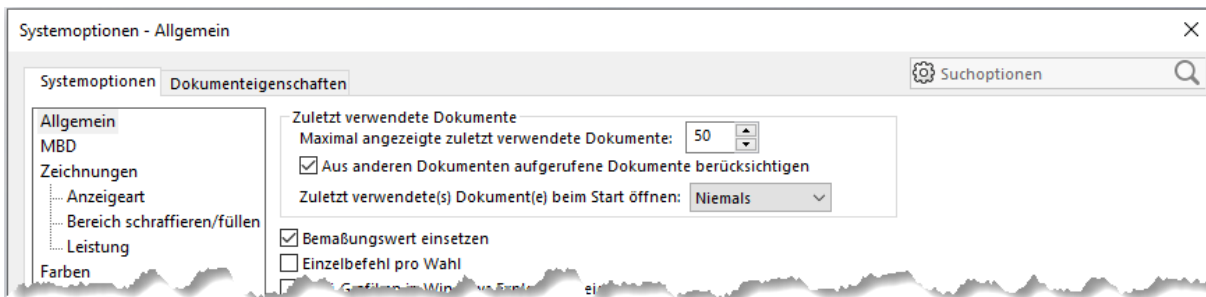 Systemoptionen - Allgemein
Systemoptionen
Dokumenteigenschaften
Suchoptionen
Allgemein
MBD
Zeichnungen
Anzeigeart
Bereich schraffieren/füllen
Leistung
Farben
Zuletzt verwendete Dokumente
Maximal angezeigte zuletzt verwendete Dokumente: 50
Aus anderen Dokumenten aufgerufene Dokumente berücksichtigen
Zuletzt verwendete(s) Dokument(e) beim Start öffnen: Niemals
Bemaßungswert einsetzen
Einzelbefehl pro Wahl